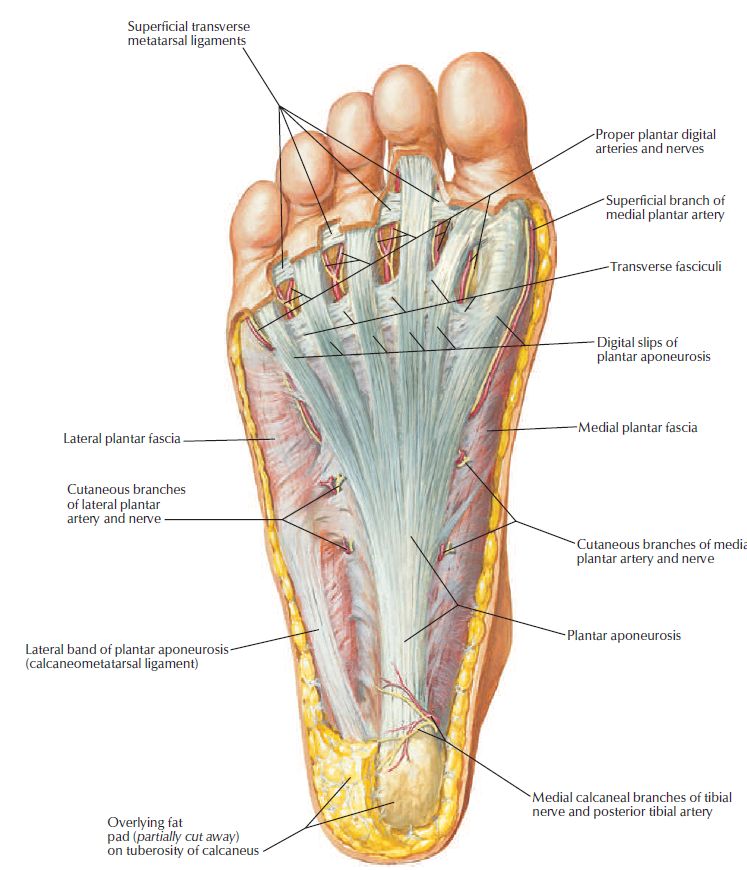 Superficial transverse
metatarsal ligaments
Proper plantar digital
arteries and nerves
Superficial branch of
medial plantar artery
Transverse fasciculi
Digital slips of
plantar aponeurosis
Lateral plantar fascia
Medial plantar fascia
Cutaneous branches
of lateral plantar
artery and nerve
Cutaneous branches of media
plantar artery and nerve
Plantar aponeurosis
Lateral band of plantar aponeurosis
(calcaneometatarsal ligament)
Medial calcaneal branches of tibial
nerve and posterior tibial artery
Overlying fat
pad (partially cut away)
on tuberosity of calcaneus